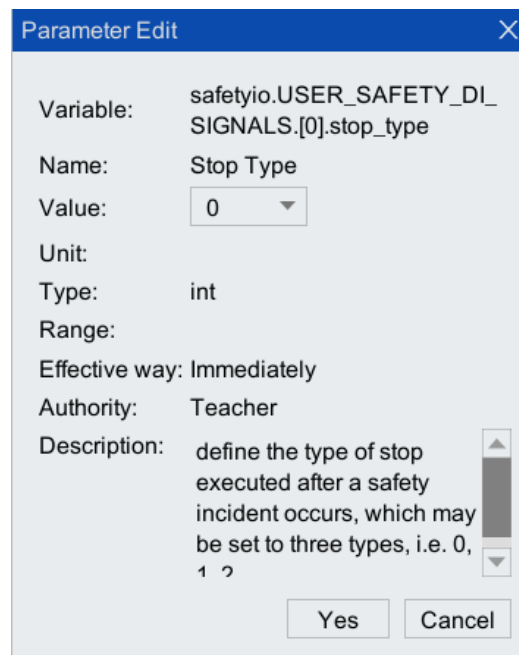 Parameter Edit
Variable: safetyio.USER_SAFETY_DI_
SIGNALS.[0].stop_type
Name: Stop Type
Value: 0
Unit:
Type: int
Range:
Effective way: Immediately
Authority: Teacher
Description: define the type of stop
executed after a safety
incident occurs, which may
be set to three types, i.e. 0,
1, 2
Yes Cancel